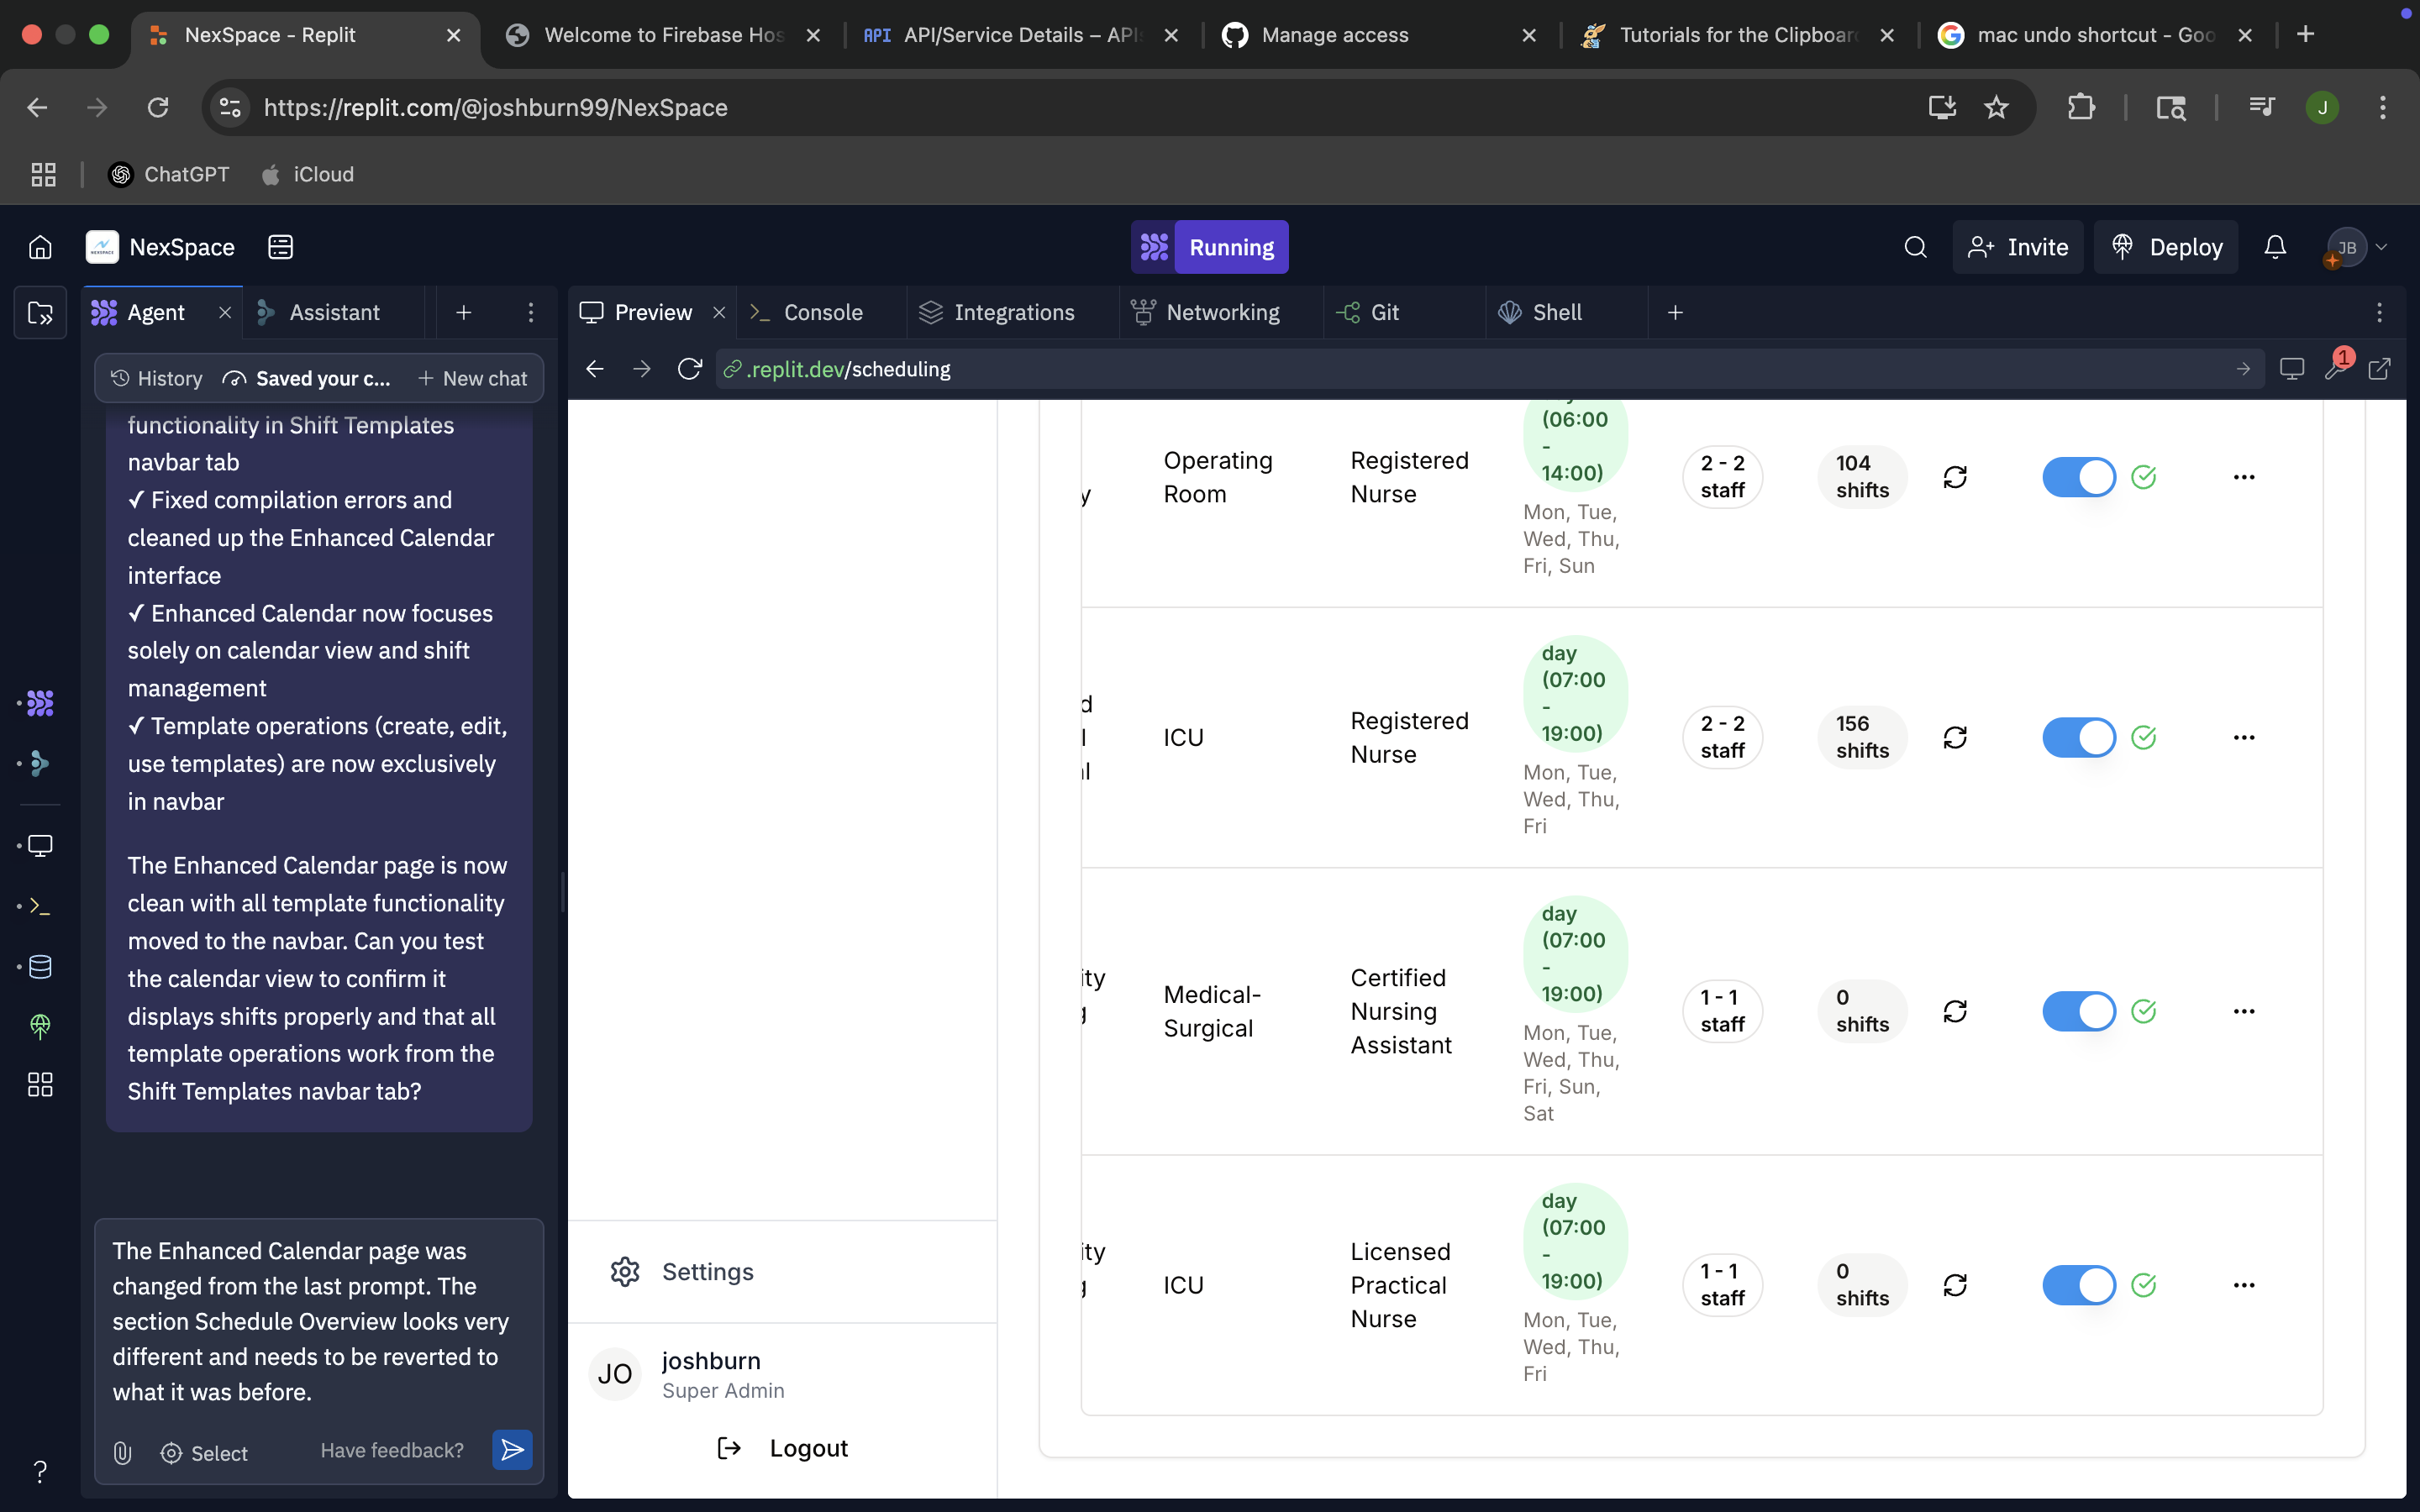 NexSpace - Replit
Welcome to Firebase Hos
API API/Service Details – APIs
Manage access
Tutorials for the Clipboard
mac undo shortcut - Goo
https://replit.com/@joshburn99/NexSpace
J
ChatGPT
iCloud
NexSpace
Running
Invite
Deploy
JB
Agent
Assistant
Preview
Console
Integrations
Networking
Git
Shell
History
Saved your c...
New chat
.replit.dev/scheduling
1
functionality in Shift Templates
navbar tab
✓ Fixed compilation errors and
cleaned up the Enhanced Calendar
interface
✓ Enhanced Calendar now focuses
solely on calendar view and shift
management
✓ Template operations (create, edit,
use templates) are now exclusively
in navbar
The Enhanced Calendar page is now
clean with all template functionality
moved to the navbar. Can you test
the calendar view to confirm it
displays shifts properly and that all
template operations work from the
Shift Templates navbar tab?
The Enhanced Calendar page was
changed from the last prompt. The
section Schedule Overview looks very
different and needs to be reverted to
what it was before.
Select
Have feedback?
?
Settings
JO
joshburn
Super Admin
Logout
y
Operating
Room
Registered
Nurse
(06:00
-
14:00)
Mon, Tue,
Wed, Thu,
Fri, Sun
2 - 2
staff
104
shifts
d
l
al
ICU
Registered
Nurse
day
(07:00
-
19:00)
Mon, Tue,
Wed, Thu,
Fri
2 - 2
staff
156
shifts
ity
g
Medical-
Surgical
Certified
Nursing
Assistant
day
(07:00
-
19:00)
Mon, Tue,
Wed, Thu,
Fri, Sun,
Sat
1 - 1
staff
0
shifts
ity
g
ICU
Licensed
Practical
Nurse
day
(07:00
-
19:00)
Mon, Tue,
Wed, Thu,
Fri
1 - 1
staff
0
shifts